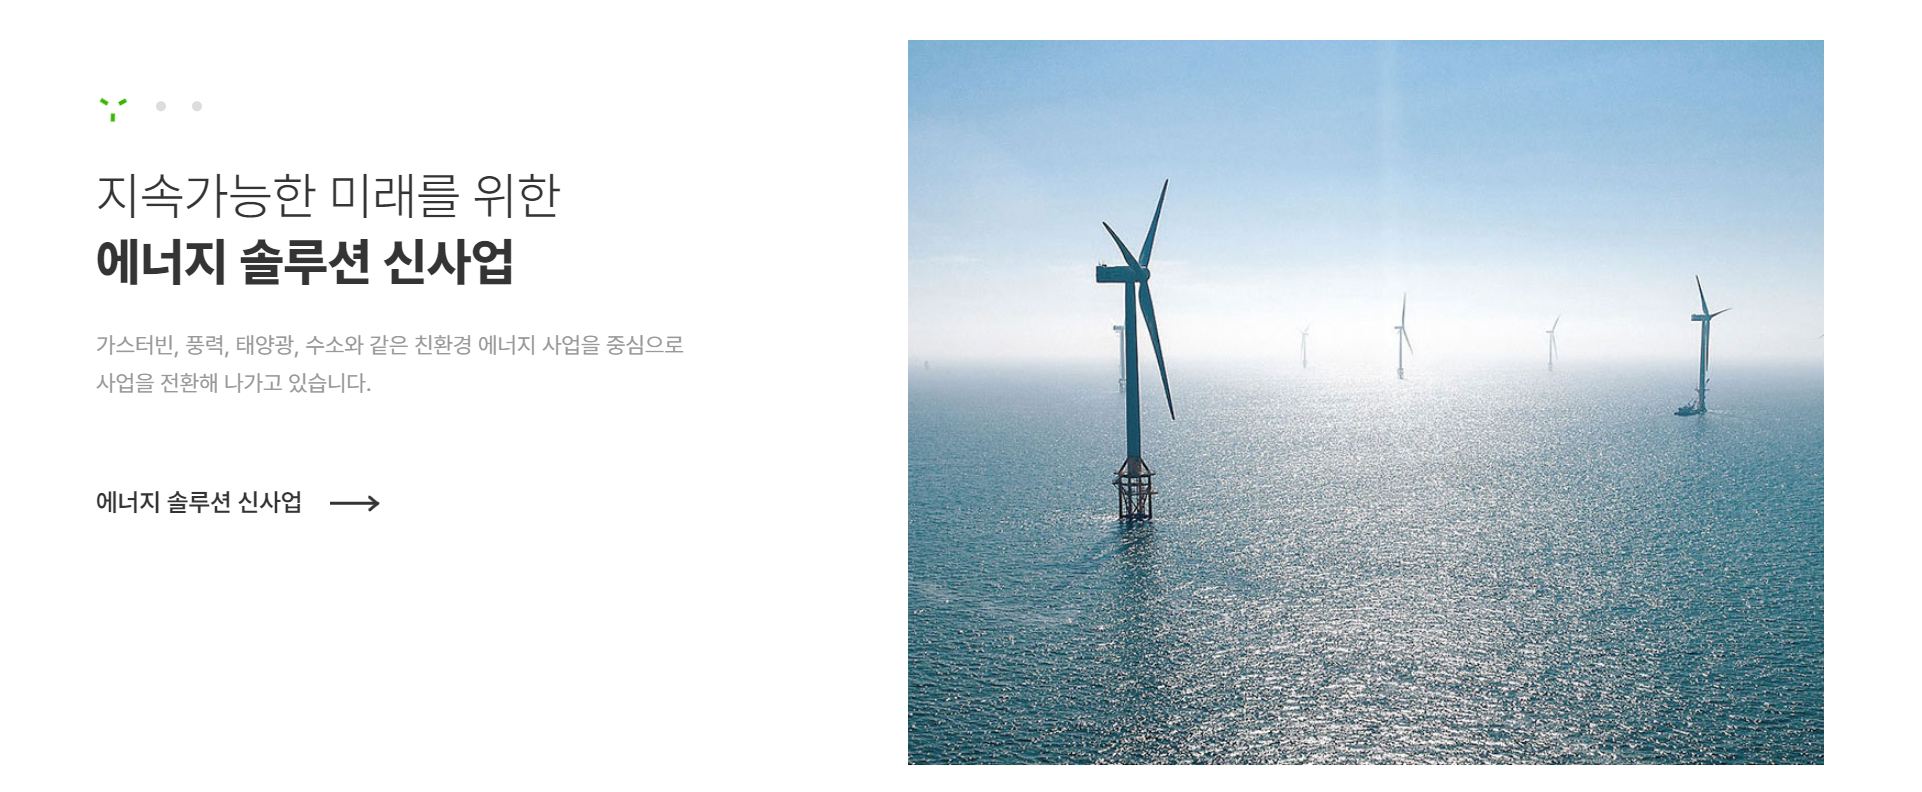 지속가능한 미래를 위한
에너지 솔루션 신사업
가스터빈, 풍력, 태양광, 수소와 같은 친환경 에너지 사업을 중심으로
사업을 전환해 나가고 있습니다.
에너지 솔루션 신사업